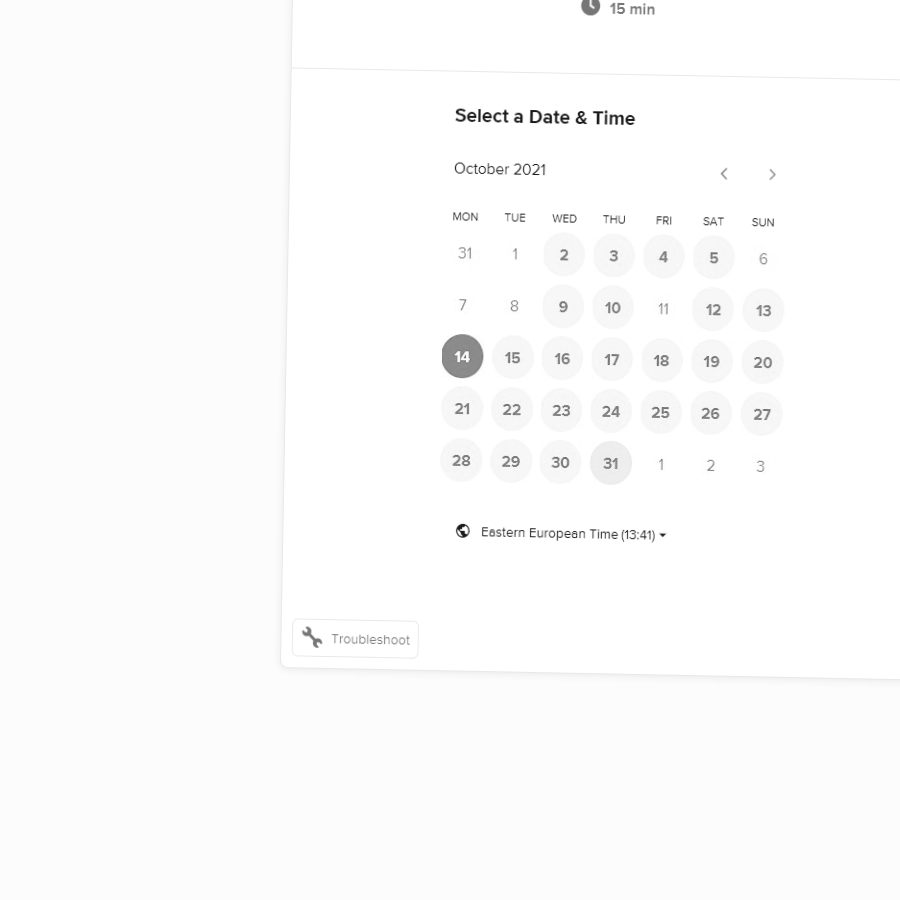 15 min
Select a Date & Time
October 2021
MON TUE WED THU FRI SAT SUN
31 1 2 3 4 5 6
7 8 9 10 11 12 13
14 15 16 17 18 19 20
21 22 23 24 25 26 27
28 29 30 31 1 2 3
Eastern European Time (13:41)
Troubleshoot